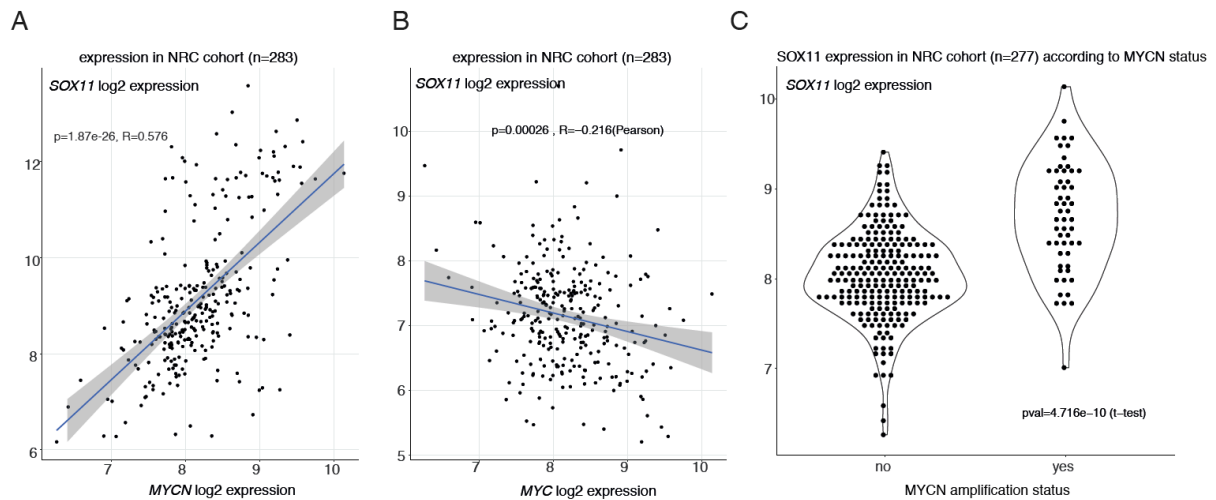 A
expression in NRC cohort (n=283)
SOX11 log2 expression
p=1.87e-26, R=0.576
12
10
8
6
7
8
9
10
MYCN log2 expression
B
expression in NRC cohort (n=283)
SOX11 log2 expression
p=0.00026 , R=−0.216(Pearson)
10
9
8
7
6
5
7
8
9
10
MYC log2 expression
C
SOX11 expression in NRC cohort (n=277) according to MYCN status
SOX11 log2 expression
10
9
8
7
pval=4.716e−10 (t−test)
no
yes
MYCN amplification status